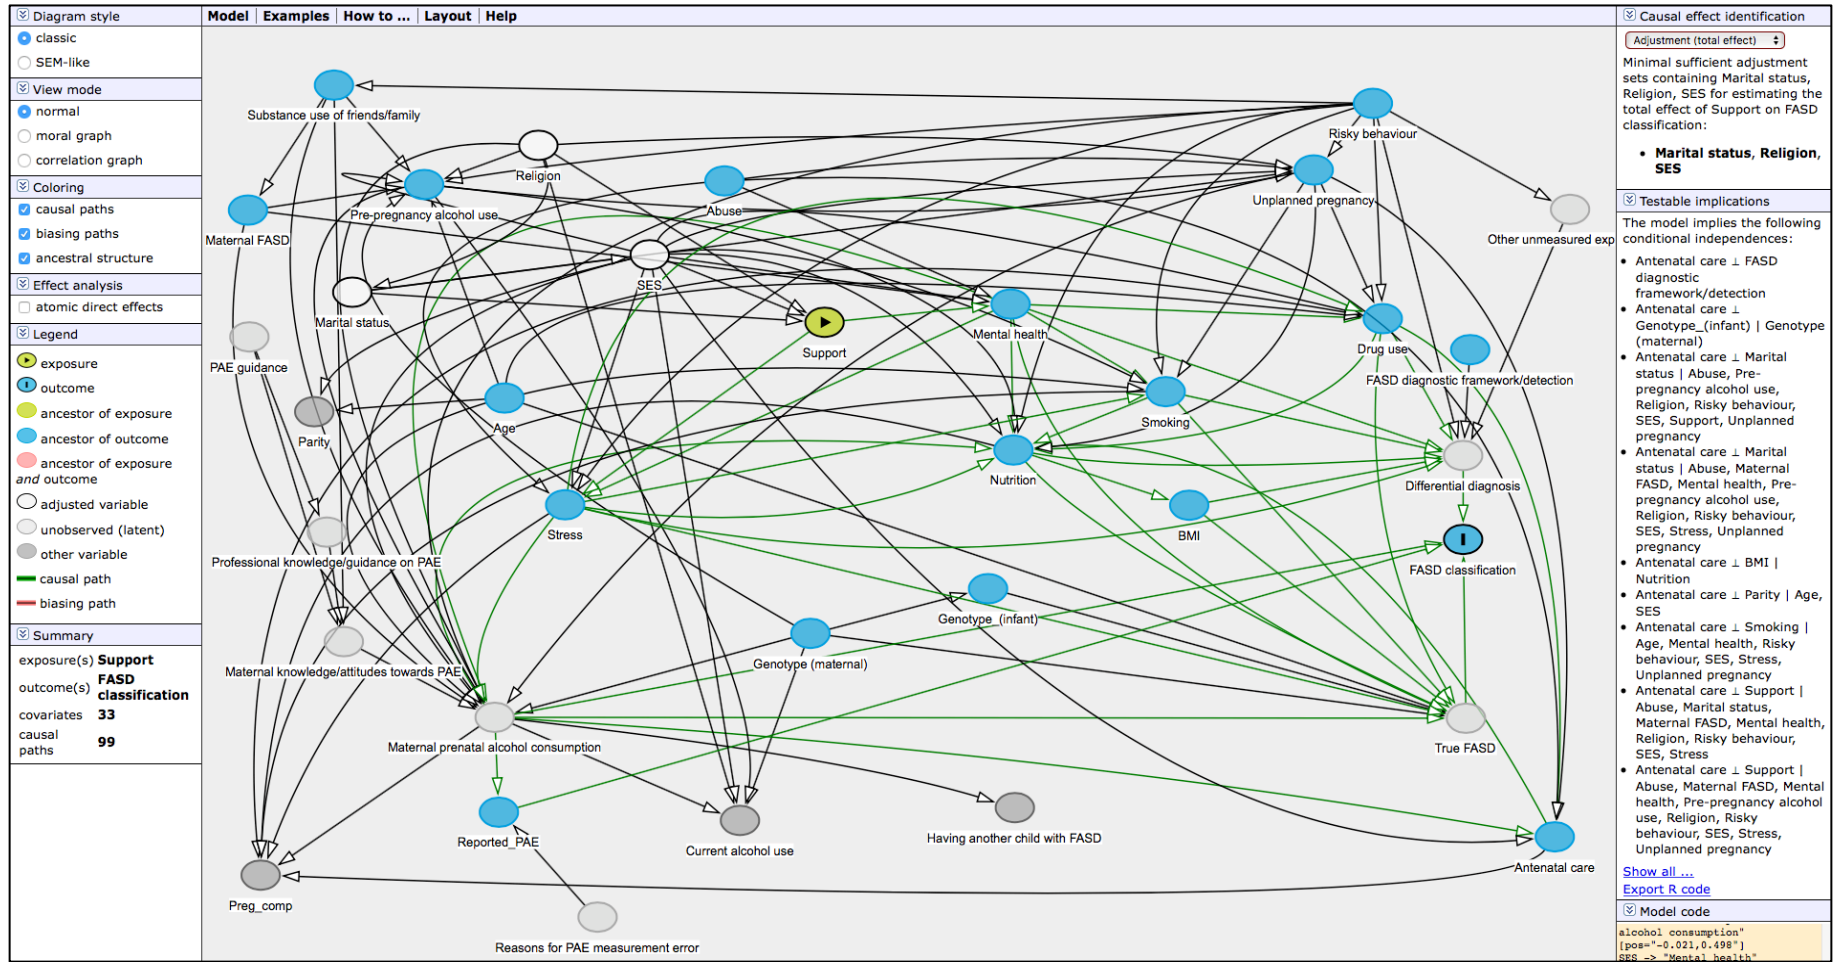 Diagram style
classic
SEM-like
View mode
normal
moral graph
correlation graph
Coloring
causal paths
biasing paths
ancestral structure
Effect analysis
atomic direct effects
Legend
exposure
outcome
ancestor of exposure
ancestor of outcome
ancestor of exposure
and outcome
adjusted variable
unobserved (latent)
other variable
causal path
biasing path
Summary
exposure(s) Support
outcome(s) FASD
classification
covariates 33
causal
paths 99
Model | Examples | How to ... | Layout | Help
Substance use of friends/family
Risky behaviour
Religion
Pre-pregnancy alcohol use
Abuse
Unplanned pregnancy
Maternal FASD
Other unmeasured exp
SES
Marital status
Support
Mental health
Drug use
PAE guidance
FASD diagnostic framework/detection
Parity
Age
Smoking
Nutrition
Differential diagnosis
Stress
BMI
Professional knowledge/guidance on PAE
FASD classification
Genotype_(infant)
Maternal knowledge/attitudes towards PAE
Genotype (maternal)
Maternal prenatal alcohol consumption
True FASD
Reported_PAE
Current alcohol use
Having another child with FASD
Antenatal care
Preg_comp
Reasons for PAE measurement error
Causal effect identification
Adjustment (total effect)
Minimal sufficient adjustment
sets containing Marital status,
Religion, SES for estimating the
total effect of Support on FASD
classification:
• Marital status, Religion,
SES
Testable implications
The model implies the following
conditional independences:
• Antenatal care ⊥ FASD
diagnostic
framework/detection
• Antenatal care ⊥
Genotype_(infant) | Genotype
(maternal)
• Antenatal care ⊥ Marital
status | Abuse, Pre-
pregnancy alcohol use,
Religion, Risky behaviour,
SES, Support, Unplanned
pregnancy
• Antenatal care ⊥ Marital
status | Abuse, Maternal
FASD, Mental health, Pre-
pregnancy alcohol use,
Religion, Risky behaviour,
SES, Stress, Unplanned
pregnancy
• Antenatal care ⊥ BMI |
Nutrition
• Antenatal care ⊥ Parity | Age,
SES
• Antenatal care ⊥ Smoking |
Age, Mental health, Risky
behaviour, SES, Stress,
Unplanned pregnancy
• Antenatal care ⊥ Support |
Abuse, Marital status,
Maternal FASD, Mental health,
Religion, Risky behaviour,
SES, Stress
• Antenatal care ⊥ Support |
Abuse, Maternal FASD, Mental
health, Pre-pregnancy alcohol
use, Religion, Risky
behaviour, SES, Stress,
Unplanned pregnancy
Show all ...
Export R code
Model code
alcohol consumption"
[pos="-0.021,0.498"]
SES -> "Mental health"